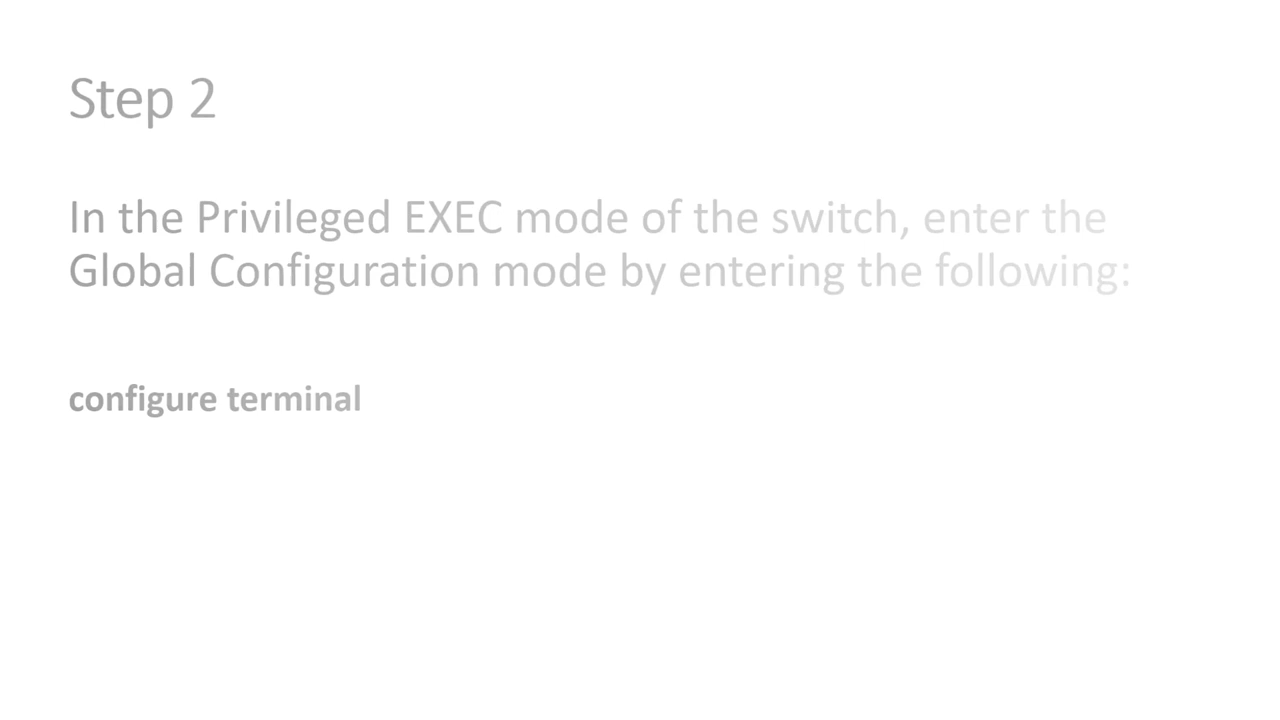 Step 2
In the Privileged EXEC mode of the switch, enter the
Global Configuration mode by entering the following:
configure terminal